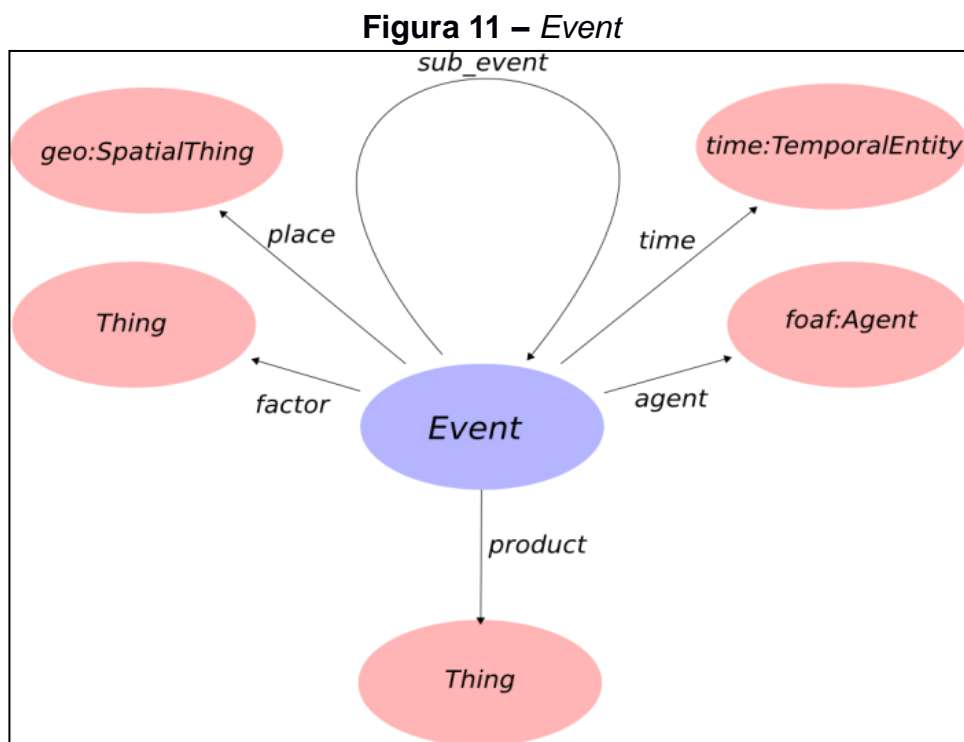 Figura 11 – Event
sub_event
geo:SpatialThing
time:TemporalEntity
place
time
Thing
foaf:Agent
factor
agent
Event
product
Thing